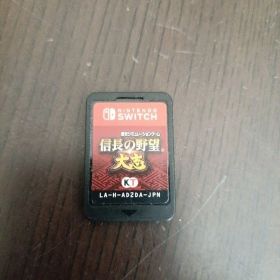 NINTENDO
SWITCH
歴史シミュレーションゲーム
信長の野望
大志
KT
LA-H-ADZDA-JPN